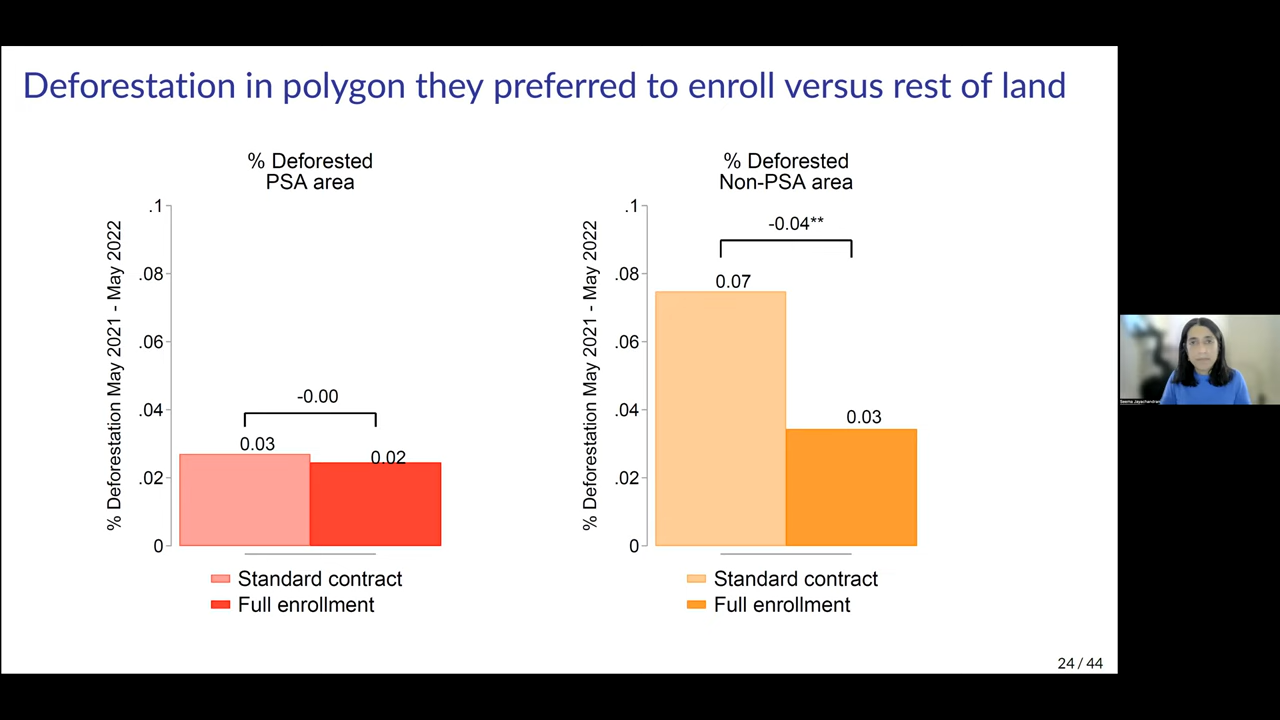 Deforestation in polygon they preferred to enroll versus rest of land
% Deforested
PSA area
% Deforestation May 2021 - May 2022
.1
.08
.06
.04
.02
0
-0.00
0.03
0.02
Standard contract
Full enrollment
% Deforested
Non-PSA area
% Deforestation May 2021 - May 2022
.1
.08
.06
.04
.02
0
-0.04**
0.07
0.03
Standard contract
Full enrollment
24 / 44
Seema Jayachandran